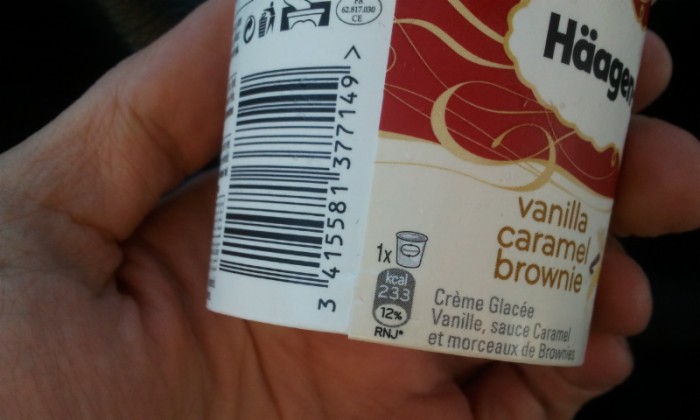 FR
62.817.030
CE
Häagen
3 415581 377149 >
vanilla
caramel
brownie
1x
kcal
233
12%
RNJ*
Crème Glacée
Vanille, sauce Caramel
et morceaux de Brownies